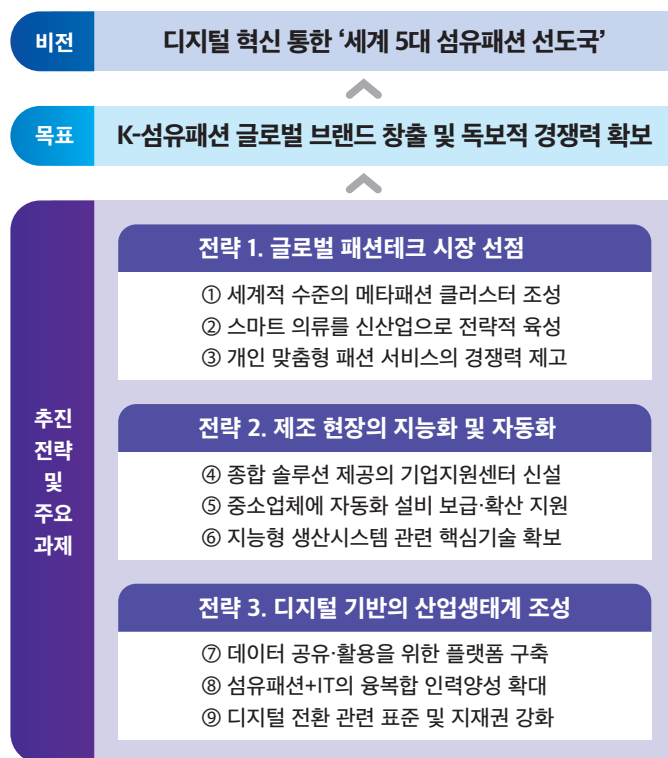 비전
디지털 혁신 통한 ‘세계 5대 섬유패션 선도국’
목표
K-섬유패션 글로벌 브랜드 창출 및 독보적 경쟁력 확보
추진
전략
및
주요
과제
전략 1. 글로벌 패션테크 시장 선점
① 세계적 수준의 메타패션 클러스터 조성
② 스마트 의류를 신산업으로 전략적 육성
③ 개인 맞춤형 패션 서비스의 경쟁력 제고
전략 2. 제조 현장의 지능화 및 자동화
④ 종합 솔루션 제공의 기업지원센터 신설
⑤ 중소업체에 자동화 설비 보급·확산 지원
⑥ 지능형 생산시스템 관련 핵심기술 확보
전략 3. 디지털 기반의 산업생태계 조성
⑦ 데이터 공유·활용을 위한 플랫폼 구축
⑧ 섬유패션+IT의 융복합 인력양성 확대
⑨ 디지털 전환 관련 표준 및 지재권 강화